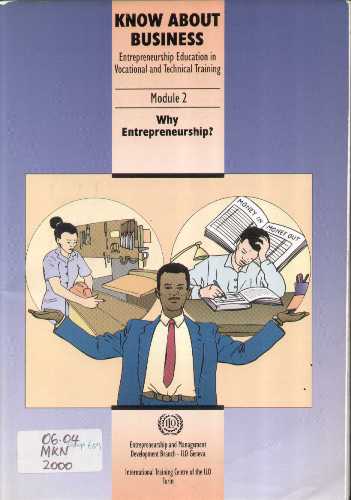 KNOW ABOUT
BUSINESS
Entrepreneurship Education in
Vocational and Technical Training
Module 2
Why
Entrepreneurship?
MONEY IN
MONEY OUT
06.04
MKN
2000
Entrepreneurship and Management
Development Branch - ILO Geneva
International Training Centre of the ILO
Turin